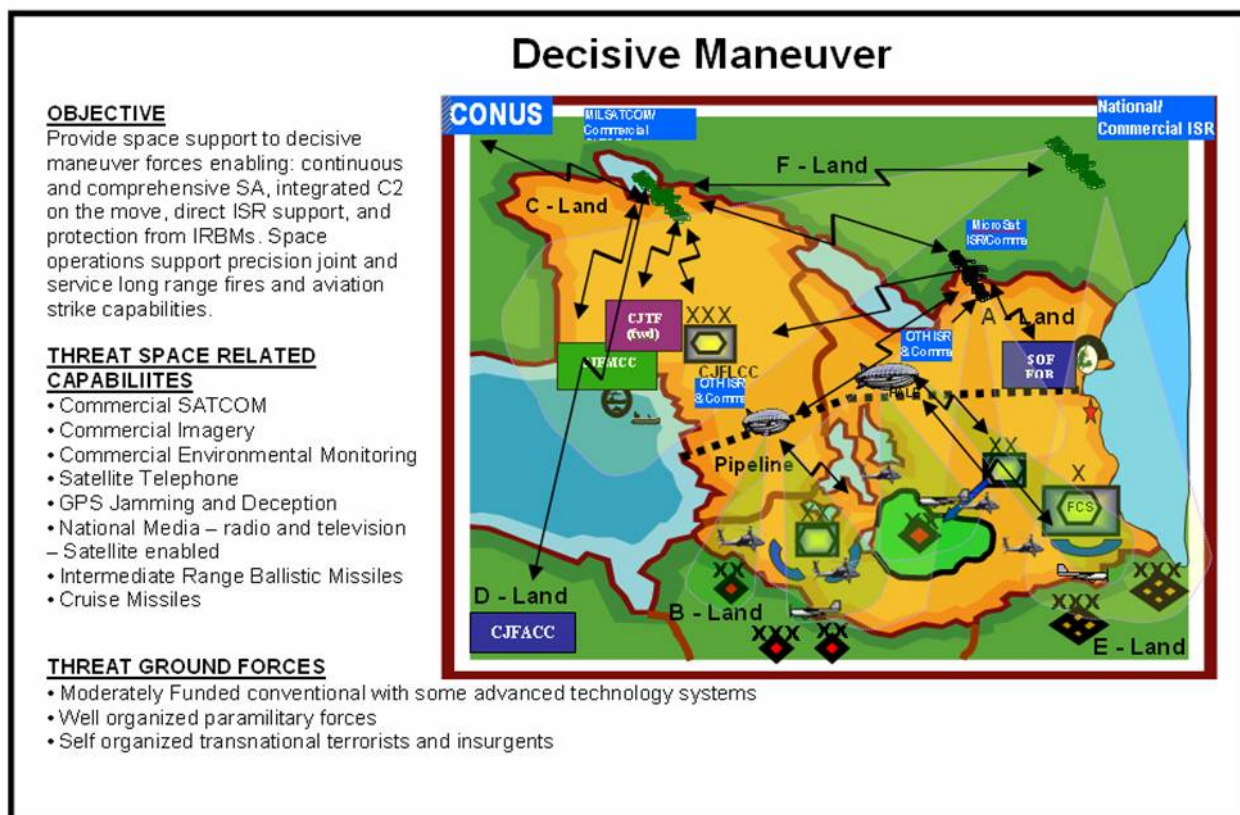 Decisive Maneuver
OBJECTIVE
Provide space support to decisive
maneuver forces enabling: continuous
and comprehensive SA, integrated C2
on the move, direct ISR support, and
protection from IRBMs. Space
operations support precision joint and
service long range fires and aviation
strike capabilities.
THREAT SPACE RELATED
CAPABILIITES
• Commercial SATCOM
• Commercial Imagery
• Commercial Environmental Monitoring
• Satellite Telephone
• GPS Jamming and Deception
• National Media – radio and television
– Satellite enabled
• Intermediate Range Ballistic Missiles
• Cruise Missiles
THREAT GROUND FORCES
• Moderately Funded conventional with some advanced technology systems
• Well organized paramilitary forces
• Self organized transnational terrorists and insurgents
CONUS
MILSATCOM/
Commercial
National/
Commercial ISR
F - Land
C - Land
MicroSat
ISR/Comma
A - Land
CJTF
(fwd)
XXX
CJFLCC
CJFMCC
OTH ISR
& Comma
OTH ISR
& Comma
SOF
FOB
Pipeline
XX
X
FCS
XX
XX
D - Land
CJFACC
B - Land
XXX
XX
XXX
XXX
E - Land